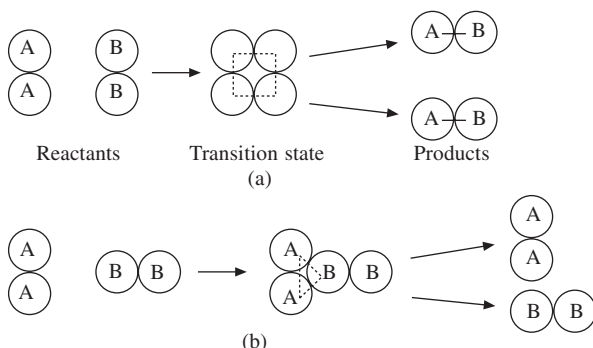 A B A B
A B A B
Reactants Transition state Products
(a)
A A
A B B B B A
A A B B
(b)